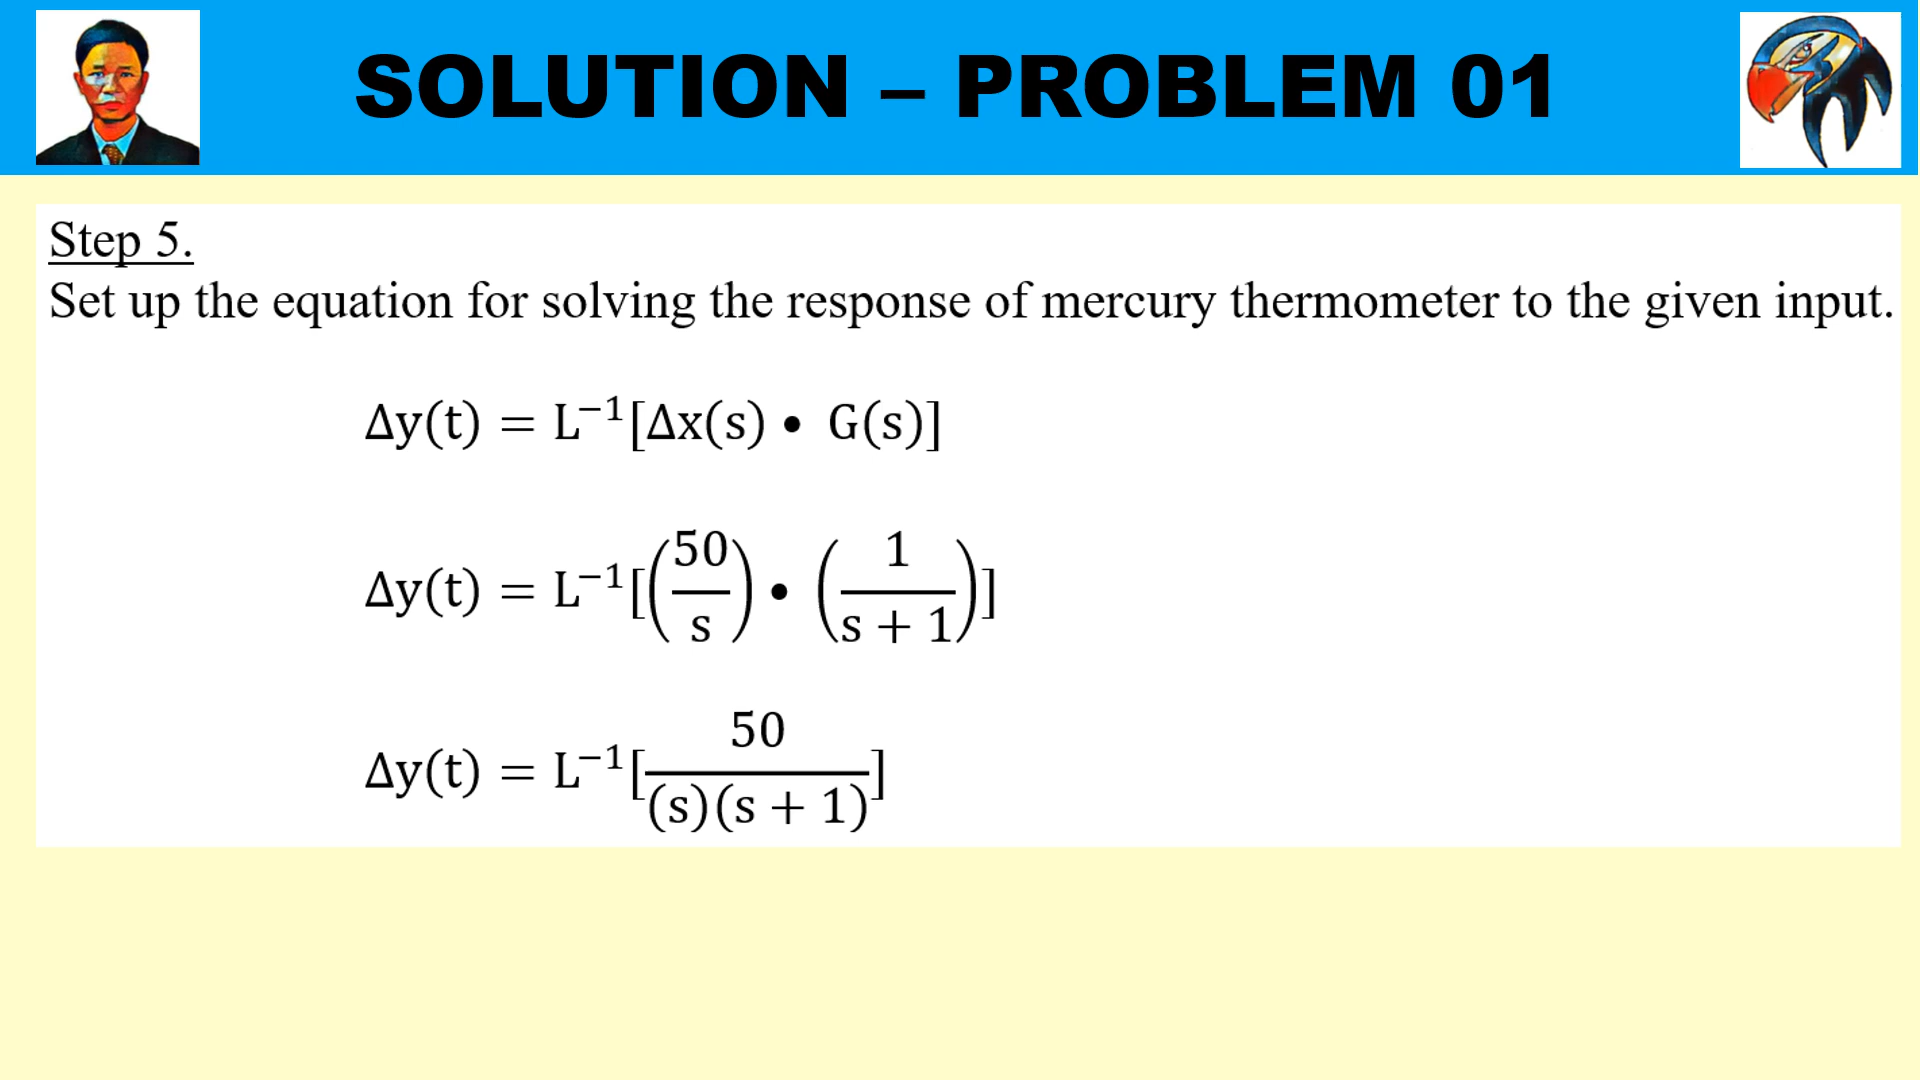 SOLUTION – PROBLEM 01
Step 5.
Set up the equation for solving the response of mercury thermometer to the given input.
Δy(t) = L⁻¹[Δx(s) • G(s)]
Δy(t) = L⁻¹[(50/s) • (1/(s + 1))]
Δy(t) = L⁻¹[50/((s)(s + 1))]